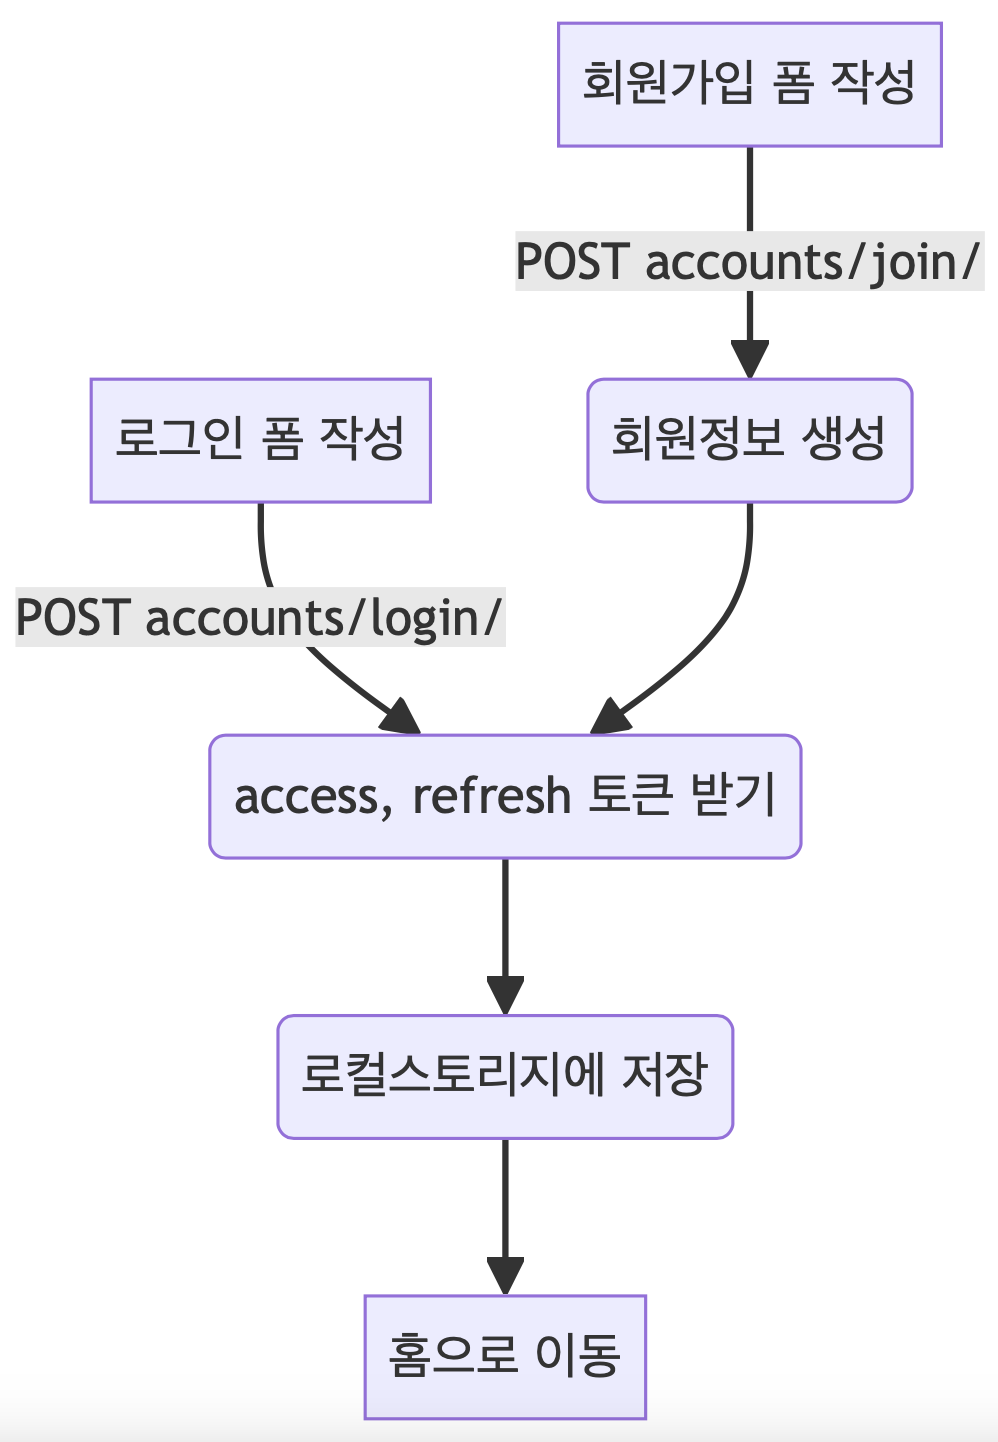 회원가입 폼 작성
POST accounts/join/
로그인 폼 작성
회원정보 생성
POST accounts/login/
access, refresh 토큰 받기
로컬스토리지에 저장
홈으로 이동